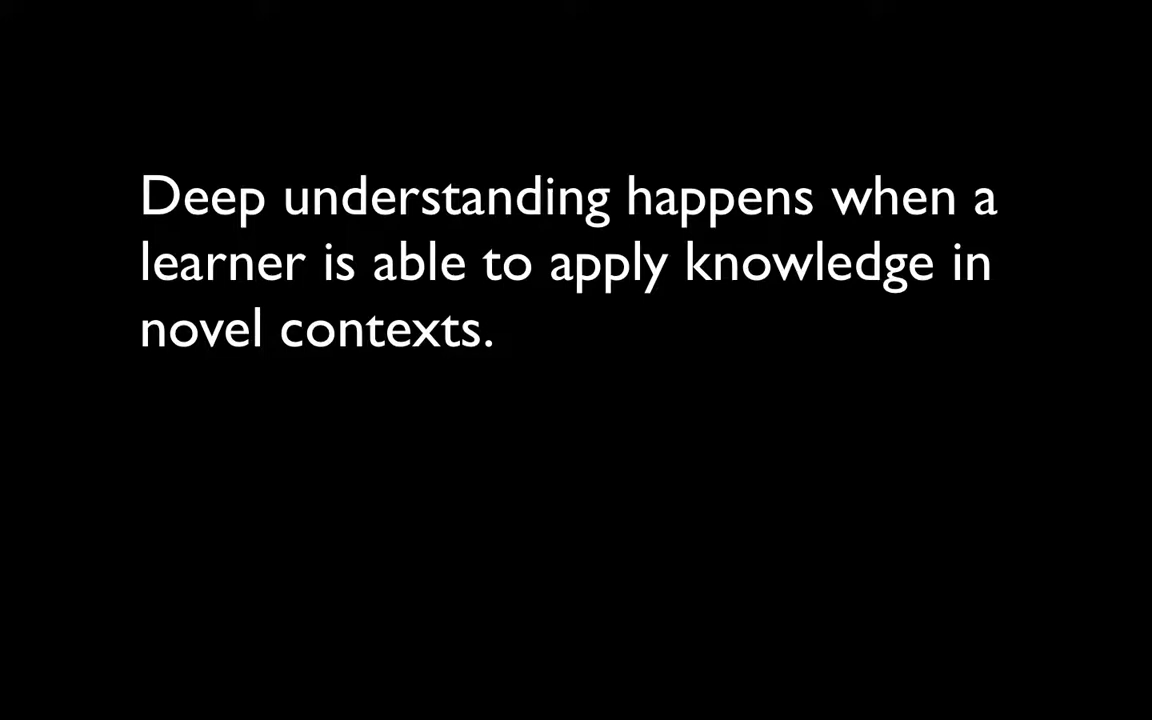 Deep understanding happens when a
learner is able to apply knowledge in
novel contexts.